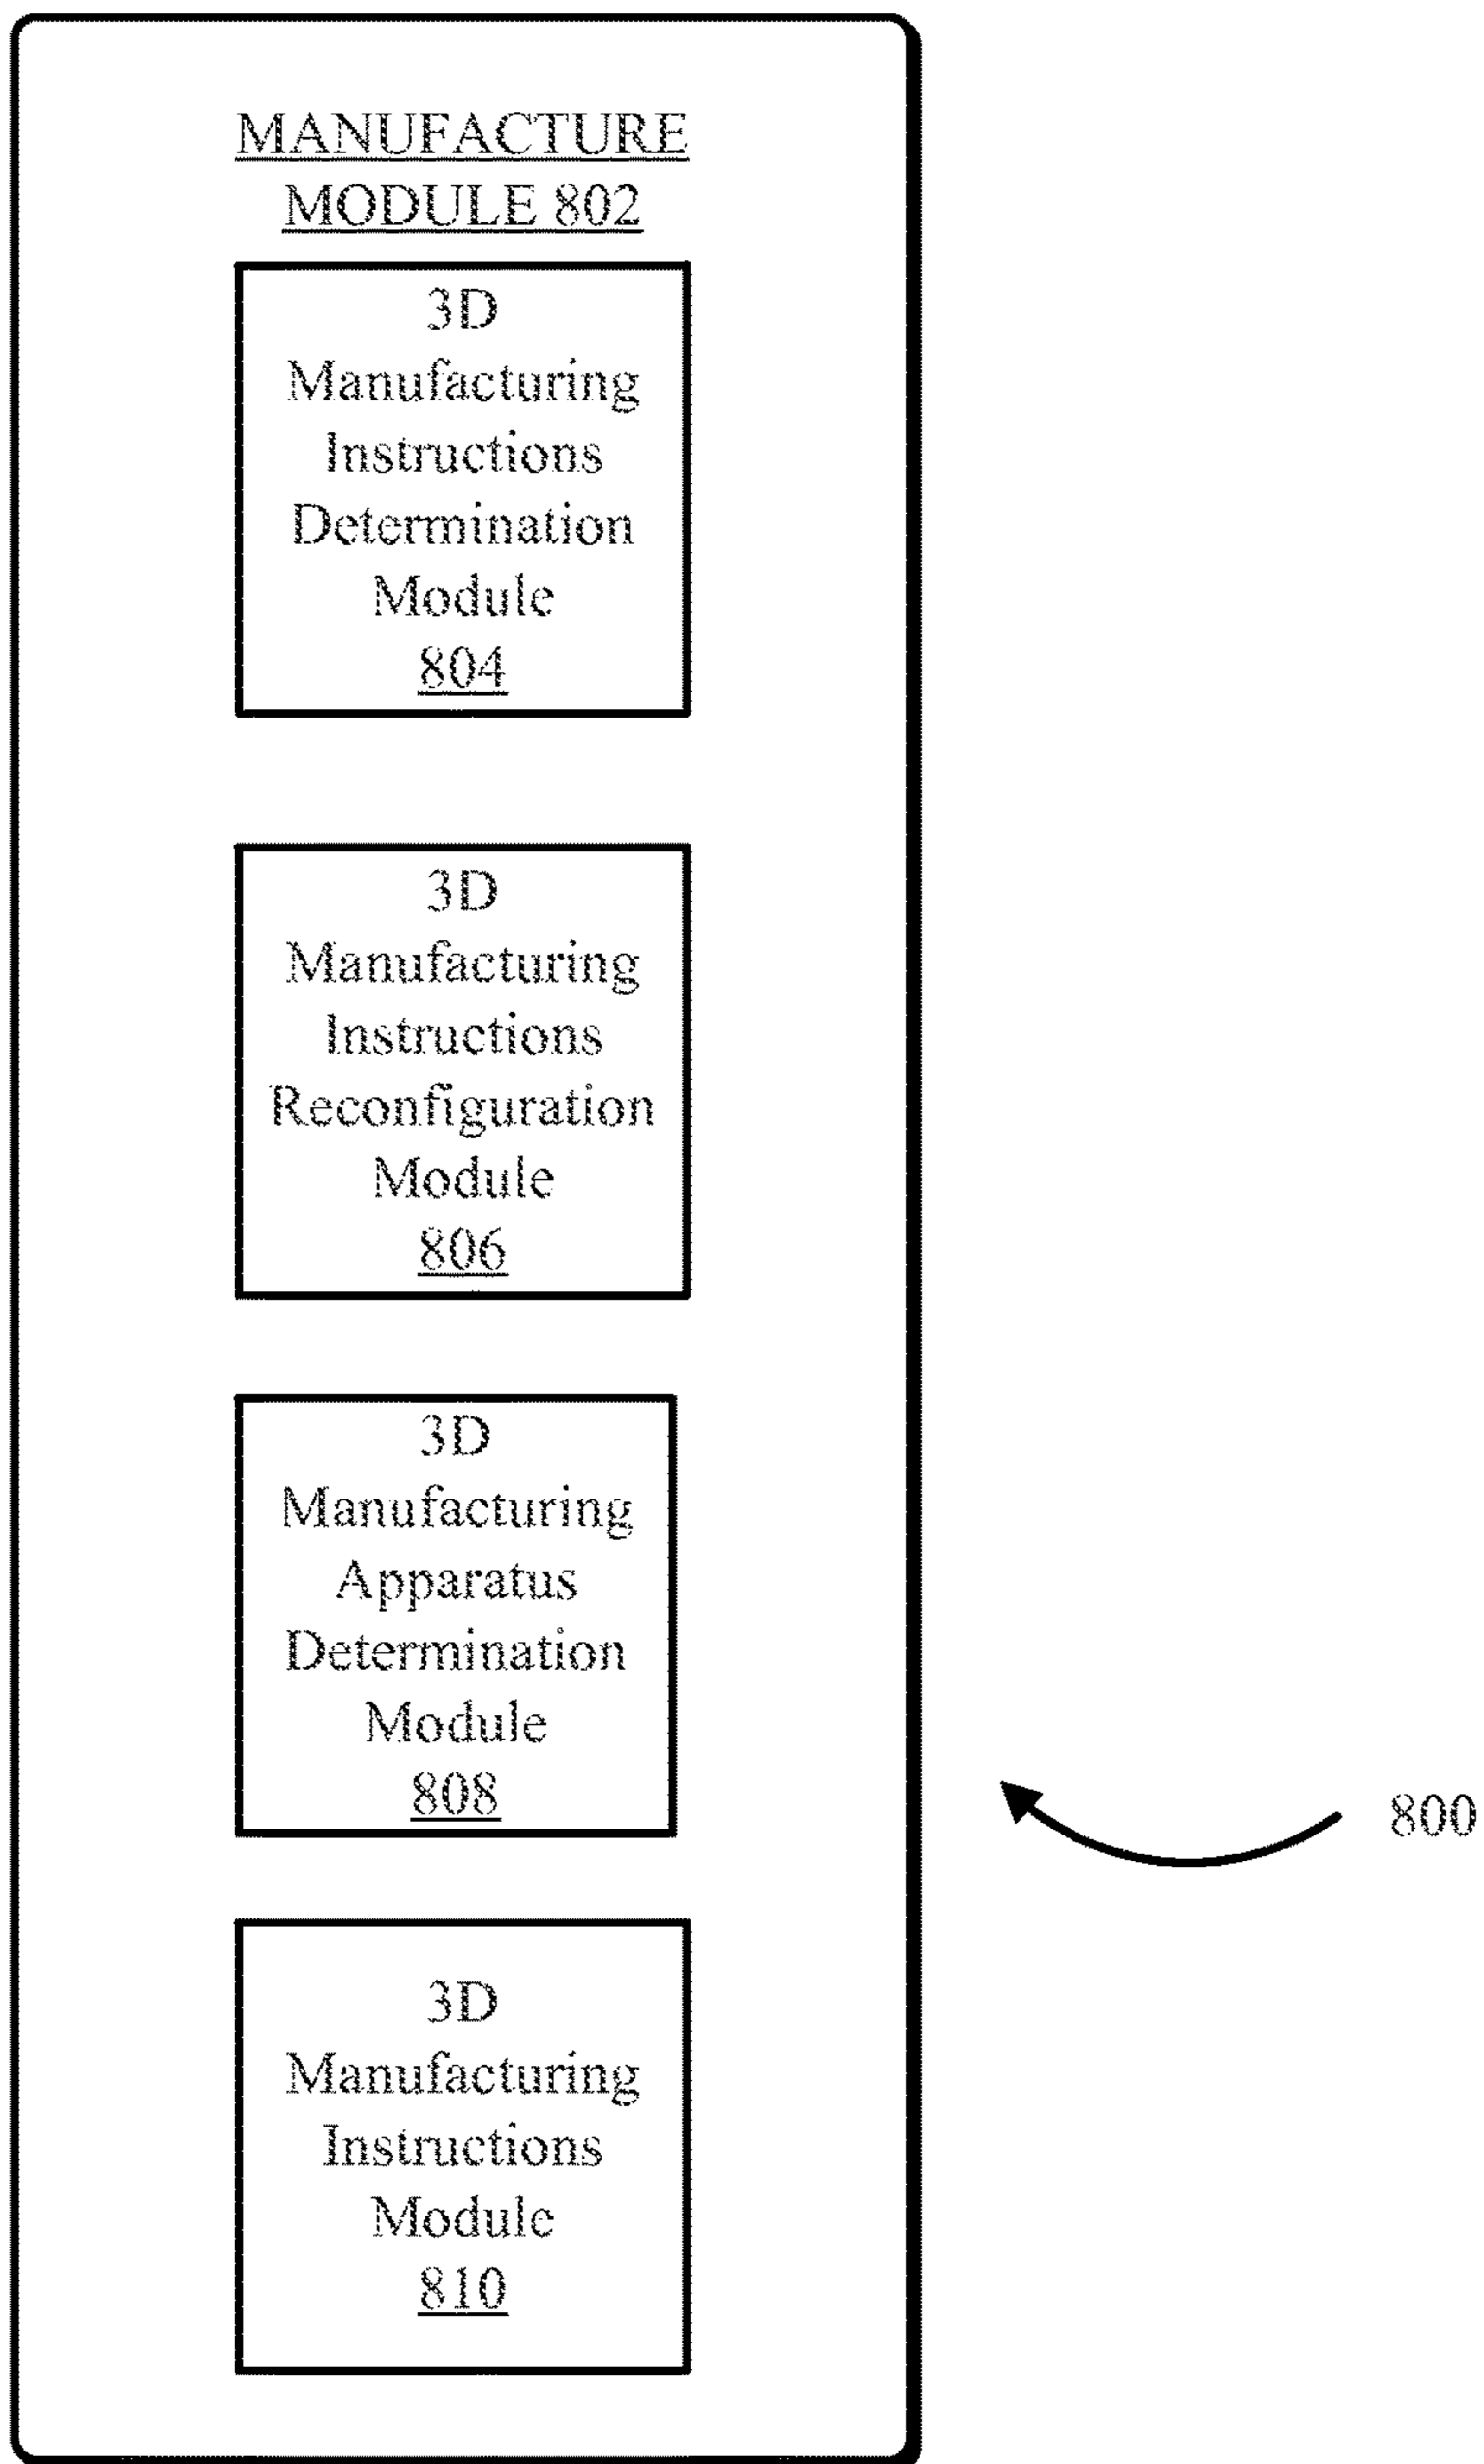 MANUFACTURE
MODULE 802
3D
Manufacturing
Instructions
Determination
Module
804
3D
Manufacturing
Instructions
Reconfiguration
Module
806
3D
Manufacturing
Apparatus
Determination
Module
808
800
3D
Manufacturing
Instructions
Module
810